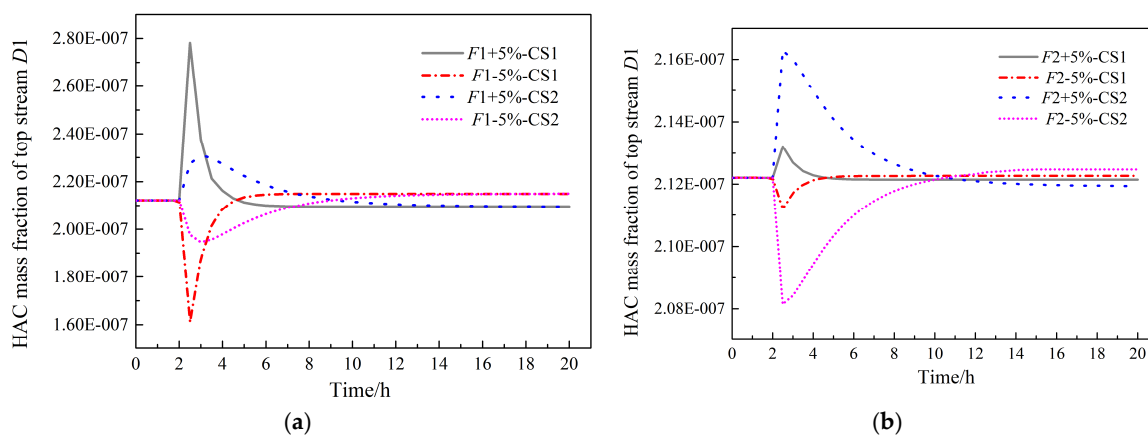 HAC mass fraction of top stream D1
2.80E-007
2.60E-007
2.40E-007
2.20E-007
2.00E-007
1.80E-007
1.60E-007
F1+5%-CS1
F1-5%-CS1
F1+5%-CS2
F1-5%-CS2
0 2 4 6 8 10 12 14 16 18 20
Time/h
(a)
HAC mass fraction of top stream D1
2.16E-007
2.14E-007
2.12E-007
2.10E-007
2.08E-007
F2+5%-CS1
F2-5%-CS1
F2+5%-CS2
F2-5%-CS2
0 2 4 6 8 10 12 14 16 18 20
Time/h
(b)